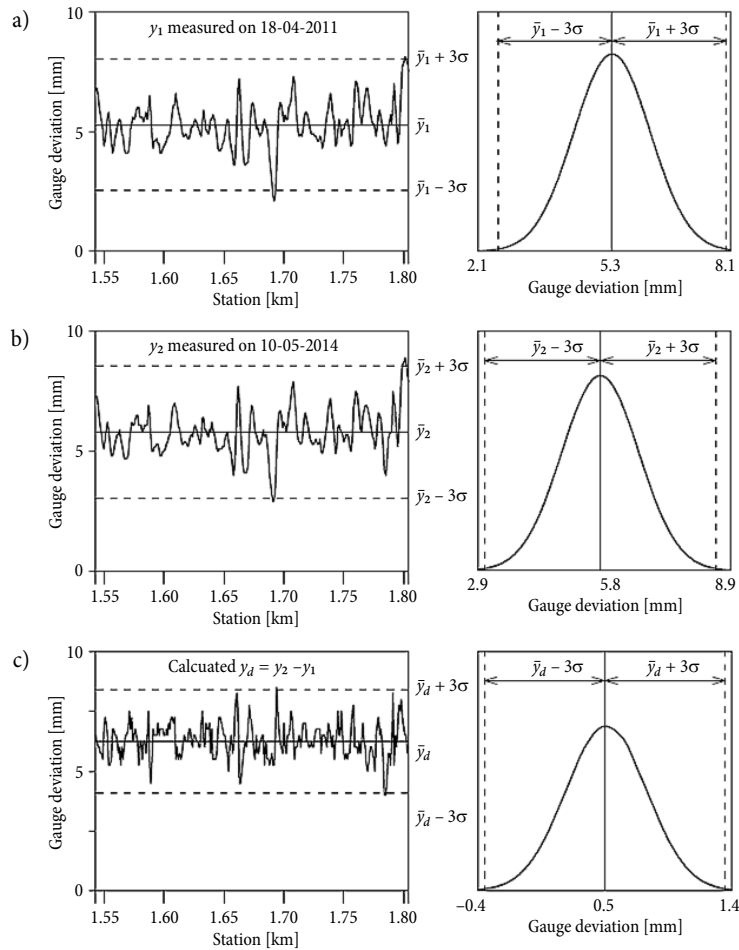 a)
y₁ measured on 18-04-2011
Gauge deviation [mm]
10
5
0
1.55 1.60 1.65 1.70 1.75 1.80
Station [km]
ȳ₁ + 3σ
ȳ₁
ȳ₁ – 3σ
ȳ₁ – 3σ ȳ₁ + 3σ
2.1 5.3 8.1
Gauge deviation [mm]
b)
y₂ measured on 10-05-2014
Gauge deviation [mm]
10
5
0
1.55 1.60 1.65 1.70 1.75 1.80
Station [km]
ȳ₂ + 3σ
ȳ₂
ȳ₂ – 3σ
ȳ₂ – 3σ ȳ₂ + 3σ
2.9 5.8 8.9
Gauge deviation [mm]
c)
Calcuated y_d = y₂ –y₁
Gauge deviation [mm]
10
5
0
1.55 1.60 1.65 1.70 1.75 1.80
Station [km]
ȳ_d + 3σ
ȳ_d
ȳ_d – 3σ
ȳ_d – 3σ ȳ_d + 3σ
–0.4 0.5 1.4
Gauge deviation [mm]